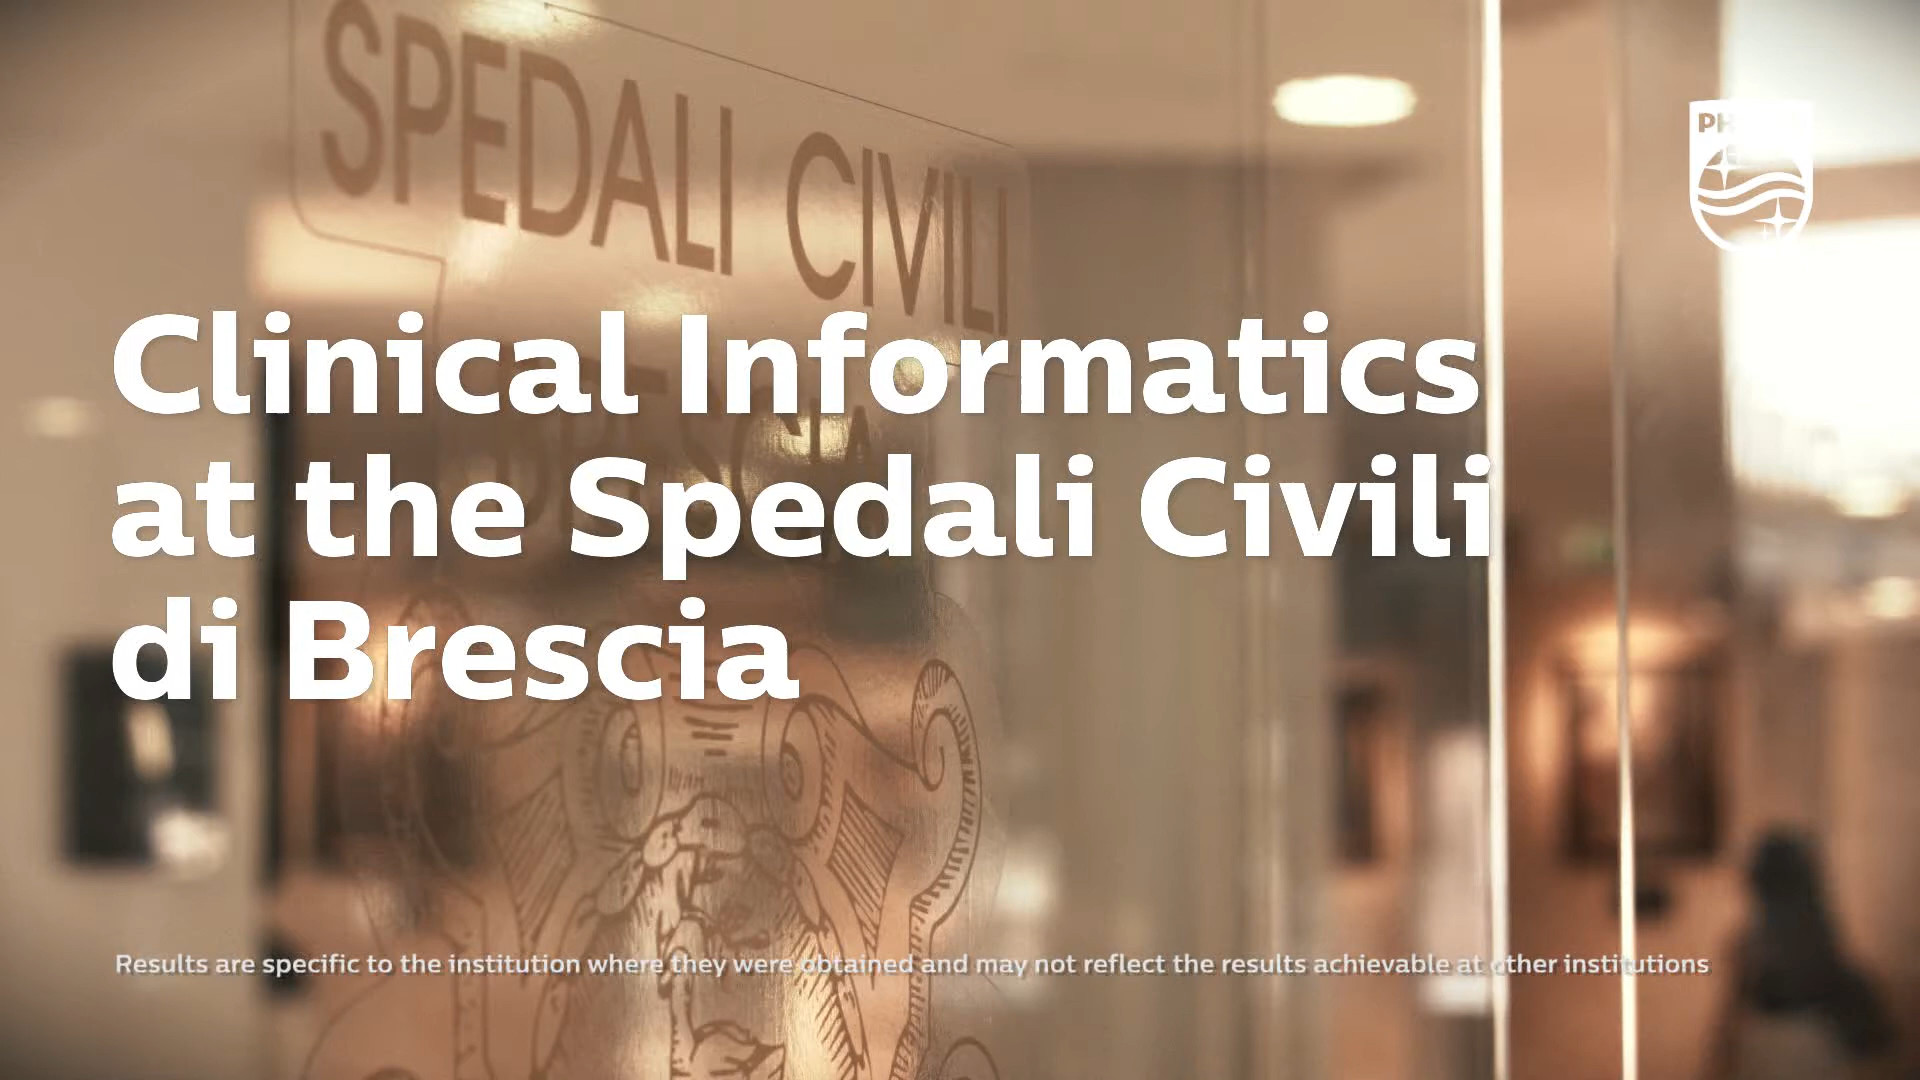 SPEDALI CIVILI
BRESCIA
Clinical Informatics
at the Spedali Civili
di Brescia
Results are specific to the institution where they were obtained and may not reflect the results achievable at other institutions